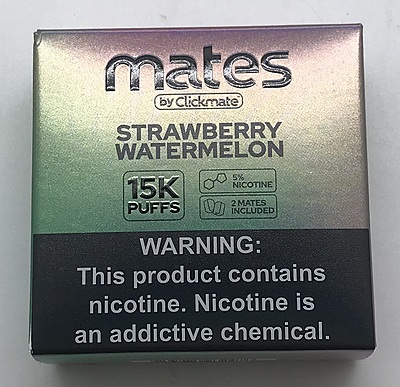 mates
by Clickmate
STRAWBERRY
WATERMELON
15K
PUFFS
5%
NICOTINE
2 MATES
INCLUDED
WARNING:
This product contains
nicotine. Nicotine is
an addictive chemical.